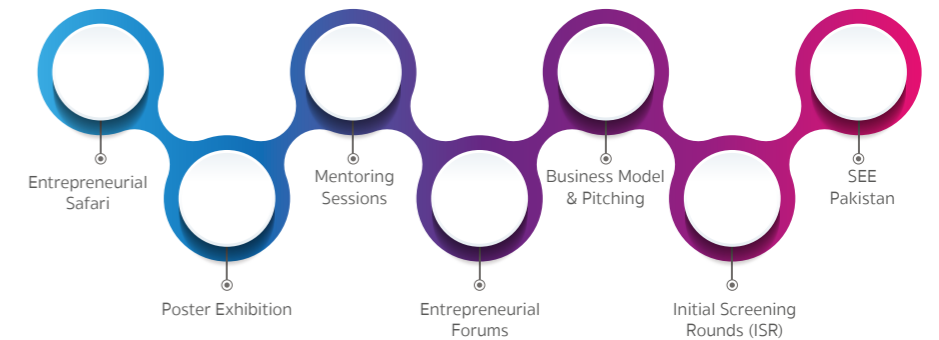 Entrepreneurial
Safari
Poster Exhibition
Mentoring
Sessions
Entrepreneurial
Forums
Business Model
& Pitching
Initial Screening
Rounds (ISR)
SEE
Pakistan